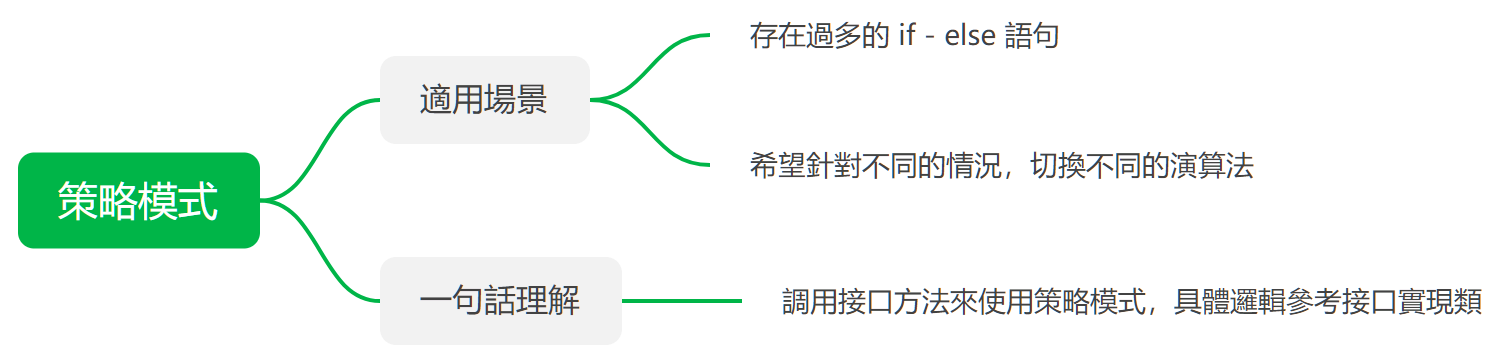 策略模式
適用場景
存在過多的 if - else 語句
希望針對不同的情況，切換不同的演算法
一句話理解
調用接口方法來使用策略模式，具體邏輯參考接口實現類